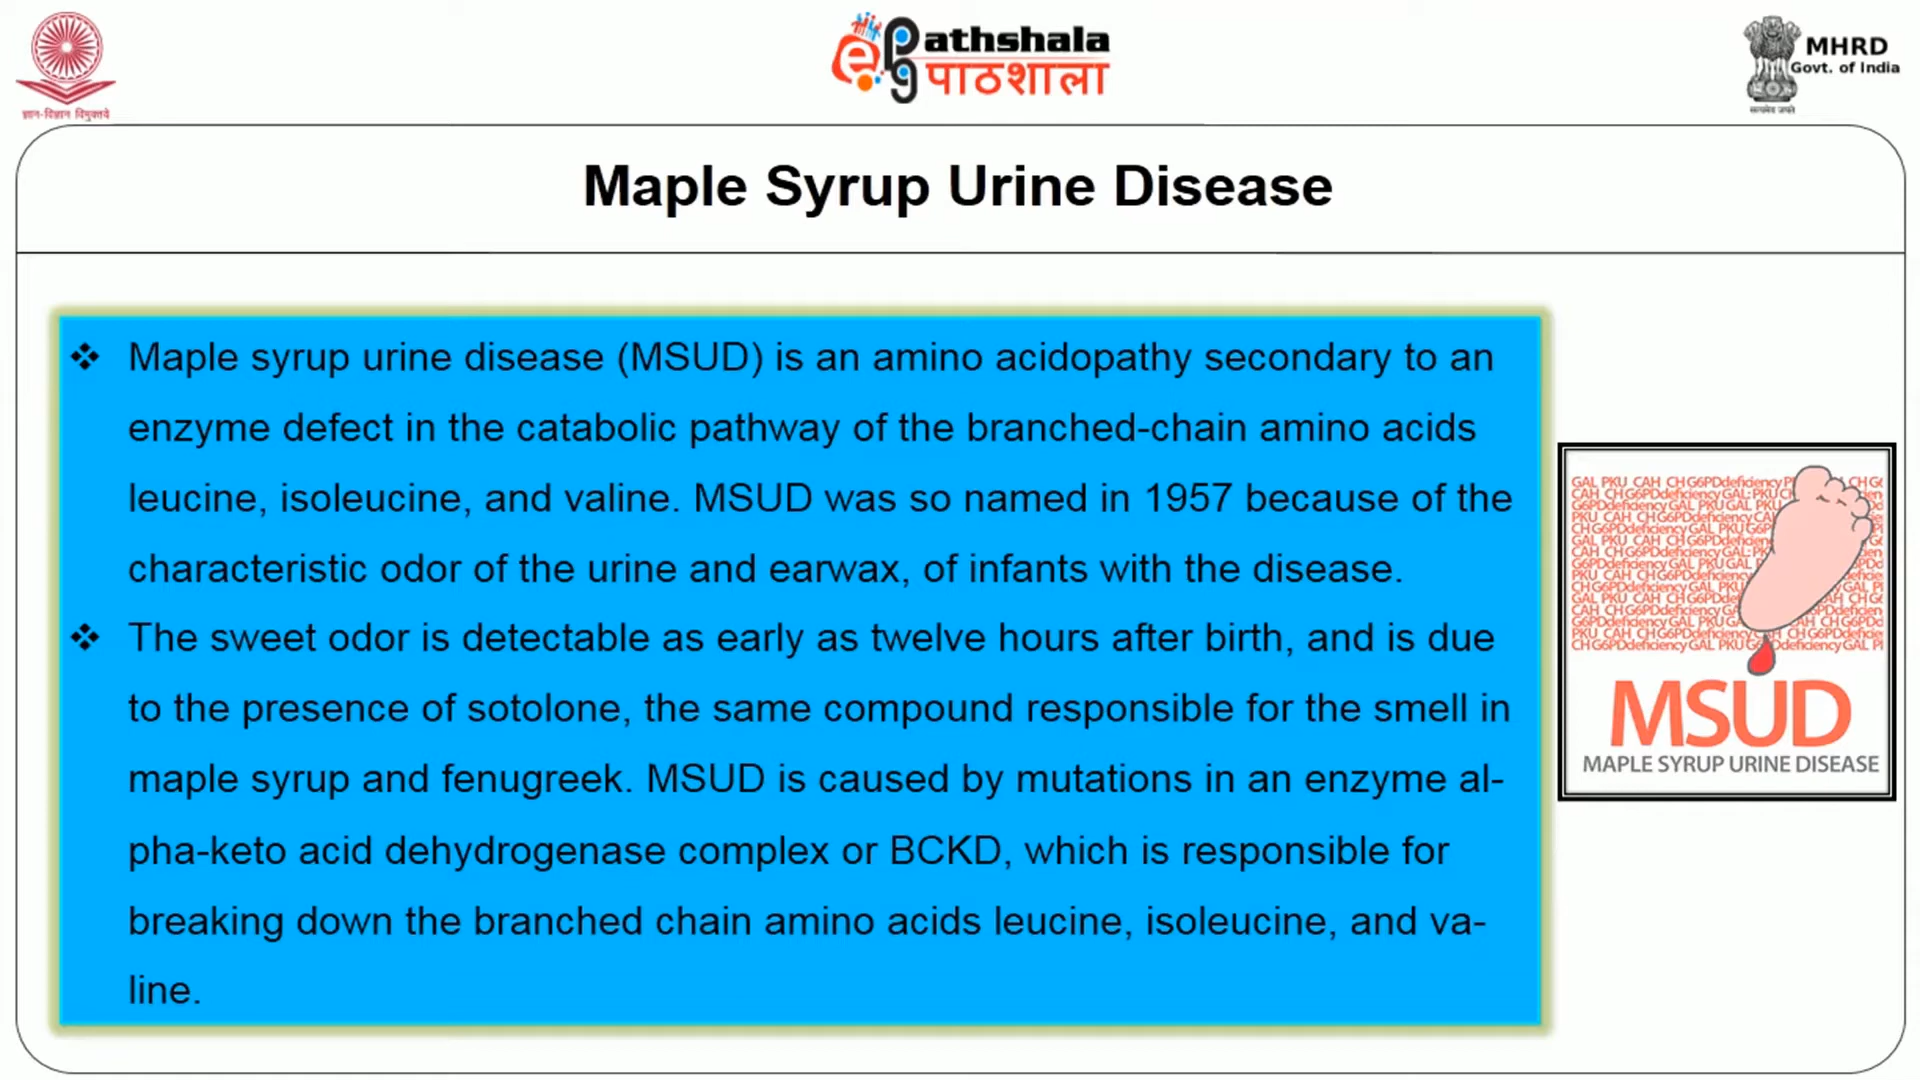 ज्ञान-विज्ञान विमुक्तये
e Pg athshala
पाठशाला
MHRD
Govt. of India
सत्यमेव जयते
Maple Syrup Urine Disease
❖ Maple syrup urine disease (MSUD) is an amino acidopathy secondary to an
enzyme defect in the catabolic pathway of the branched-chain amino acids
leucine, isoleucine, and valine. MSUD was so named in 1957 because of the
characteristic odor of the urine and earwax, of infants with the disease.
❖ The sweet odor is detectable as early as twelve hours after birth, and is due
to the presence of sotolone, the same compound responsible for the smell in
maple syrup and fenugreek. MSUD is caused by mutations in an enzyme al-
pha-keto acid dehydrogenase complex or BCKD, which is responsible for
breaking down the branched chain amino acids leucine, isoleucine, and va-
line.
MSUD
MAPLE SYRUP URINE DISEASE